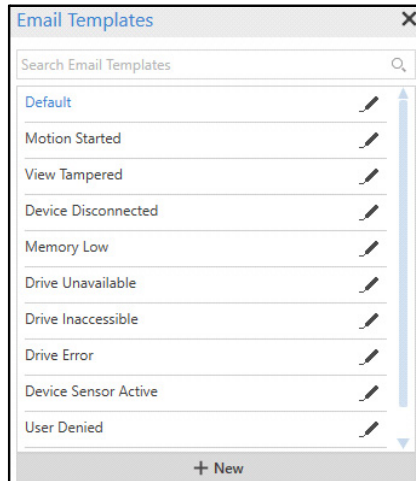 Email Templates
Search Email Templates
Default
Motion Started
View Tampered
Device Disconnected
Memory Low
Drive Unavailable
Drive Inaccessible
Drive Error
Device Sensor Active
User Denied
+ New